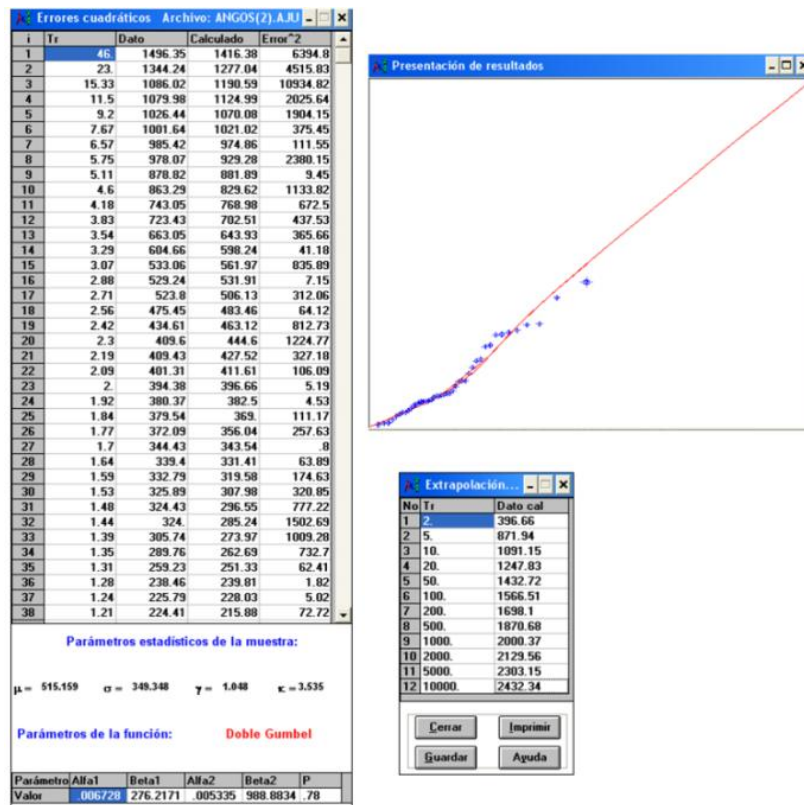 Errores cuadráticos Archivo: ANGOS(2).AJU
i Tr Dato Calculado Error^2
1 46. 1496.35 1416.38 6394.8
2 23. 1344.24 1277.04 4515.83
3 15.33 1086.02 1190.59 10934.82
4 11.5 1079.98 1124.99 2025.64
5 9.2 1026.44 1070.08 1904.15
6 7.67 1001.64 1021.02 375.45
7 6.57 985.42 974.86 111.55
8 5.75 978.07 929.28 2380.15
9 5.11 878.82 881.89 9.45
10 4.6 863.29 829.62 1133.82
11 4.18 743.05 768.98 672.5
12 3.83 723.43 702.51 437.53
13 3.54 663.05 643.93 365.66
14 3.29 604.66 598.24 41.18
15 3.07 533.06 561.97 835.89
16 2.88 529.24 531.91 7.15
17 2.71 523.8 506.13 312.06
18 2.56 475.45 483.46 64.12
19 2.42 434.61 463.12 812.73
20 2.3 409.6 444.6 1224.77
21 2.19 409.43 427.52 327.18
22 2.09 401.31 411.61 106.09
23 2. 394.38 396.66 5.19
24 1.92 380.37 382.5 4.53
25 1.84 379.54 369. 111.17
26 1.77 372.09 356.04 257.63
27 1.7 344.43 343.54 .8
28 1.64 339.4 331.41 63.89
29 1.59 332.79 319.58 174.63
30 1.53 325.89 307.98 320.85
31 1.48 324.43 296.55 777.22
32 1.44 324. 285.24 1502.69
33 1.39 305.74 273.97 1009.28
34 1.35 289.76 262.69 732.7
35 1.31 259.23 251.33 62.41
36 1.28 238.46 239.81 1.82
37 1.24 225.79 228.03 5.02
38 1.21 224.41 215.88 72.72
Parámetros estadísticos de la muestra:
μ = 515.159 σ = 349.348 γ = 1.048 κ = 3.535
Parámetros de la función: Doble Gumbel
Parámetro Alfa1 Beta1 Alfa2 Beta2 P
Valor .006728 276.2171 .005335 988.8834 .78
Presentación de resultados
Extrapolación...
No Tr Dato cal
1 2. 396.66
2 5. 871.94
3 10. 1091.15
4 20. 1247.83
5 50. 1432.72
6 100. 1566.51
7 200. 1698.1
8 500. 1870.68
9 1000. 2000.37
10 2000. 2129.56
11 5000. 2303.15
12 10000. 2432.34
Cerrar Imprimir
Guardar Ayuda